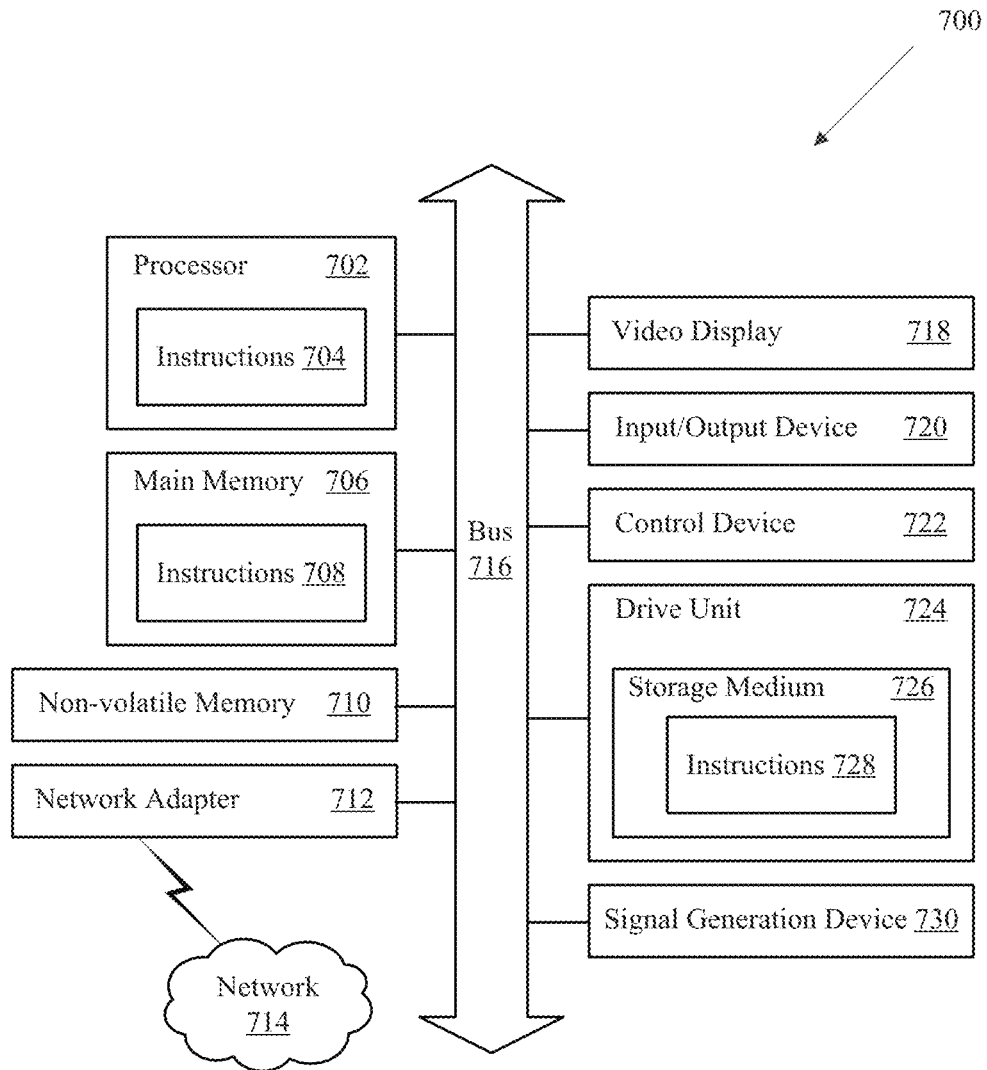 700
Processor 702
Instructions 704
Main Memory 706
Instructions 708
Non-volatile Memory 710
Network Adapter 712
Network
714
Bus
716
Video Display 718
Input/Output Device 720
Control Device 722
Drive Unit 724
Storage Medium 726
Instructions 728
Signal Generation Device 730